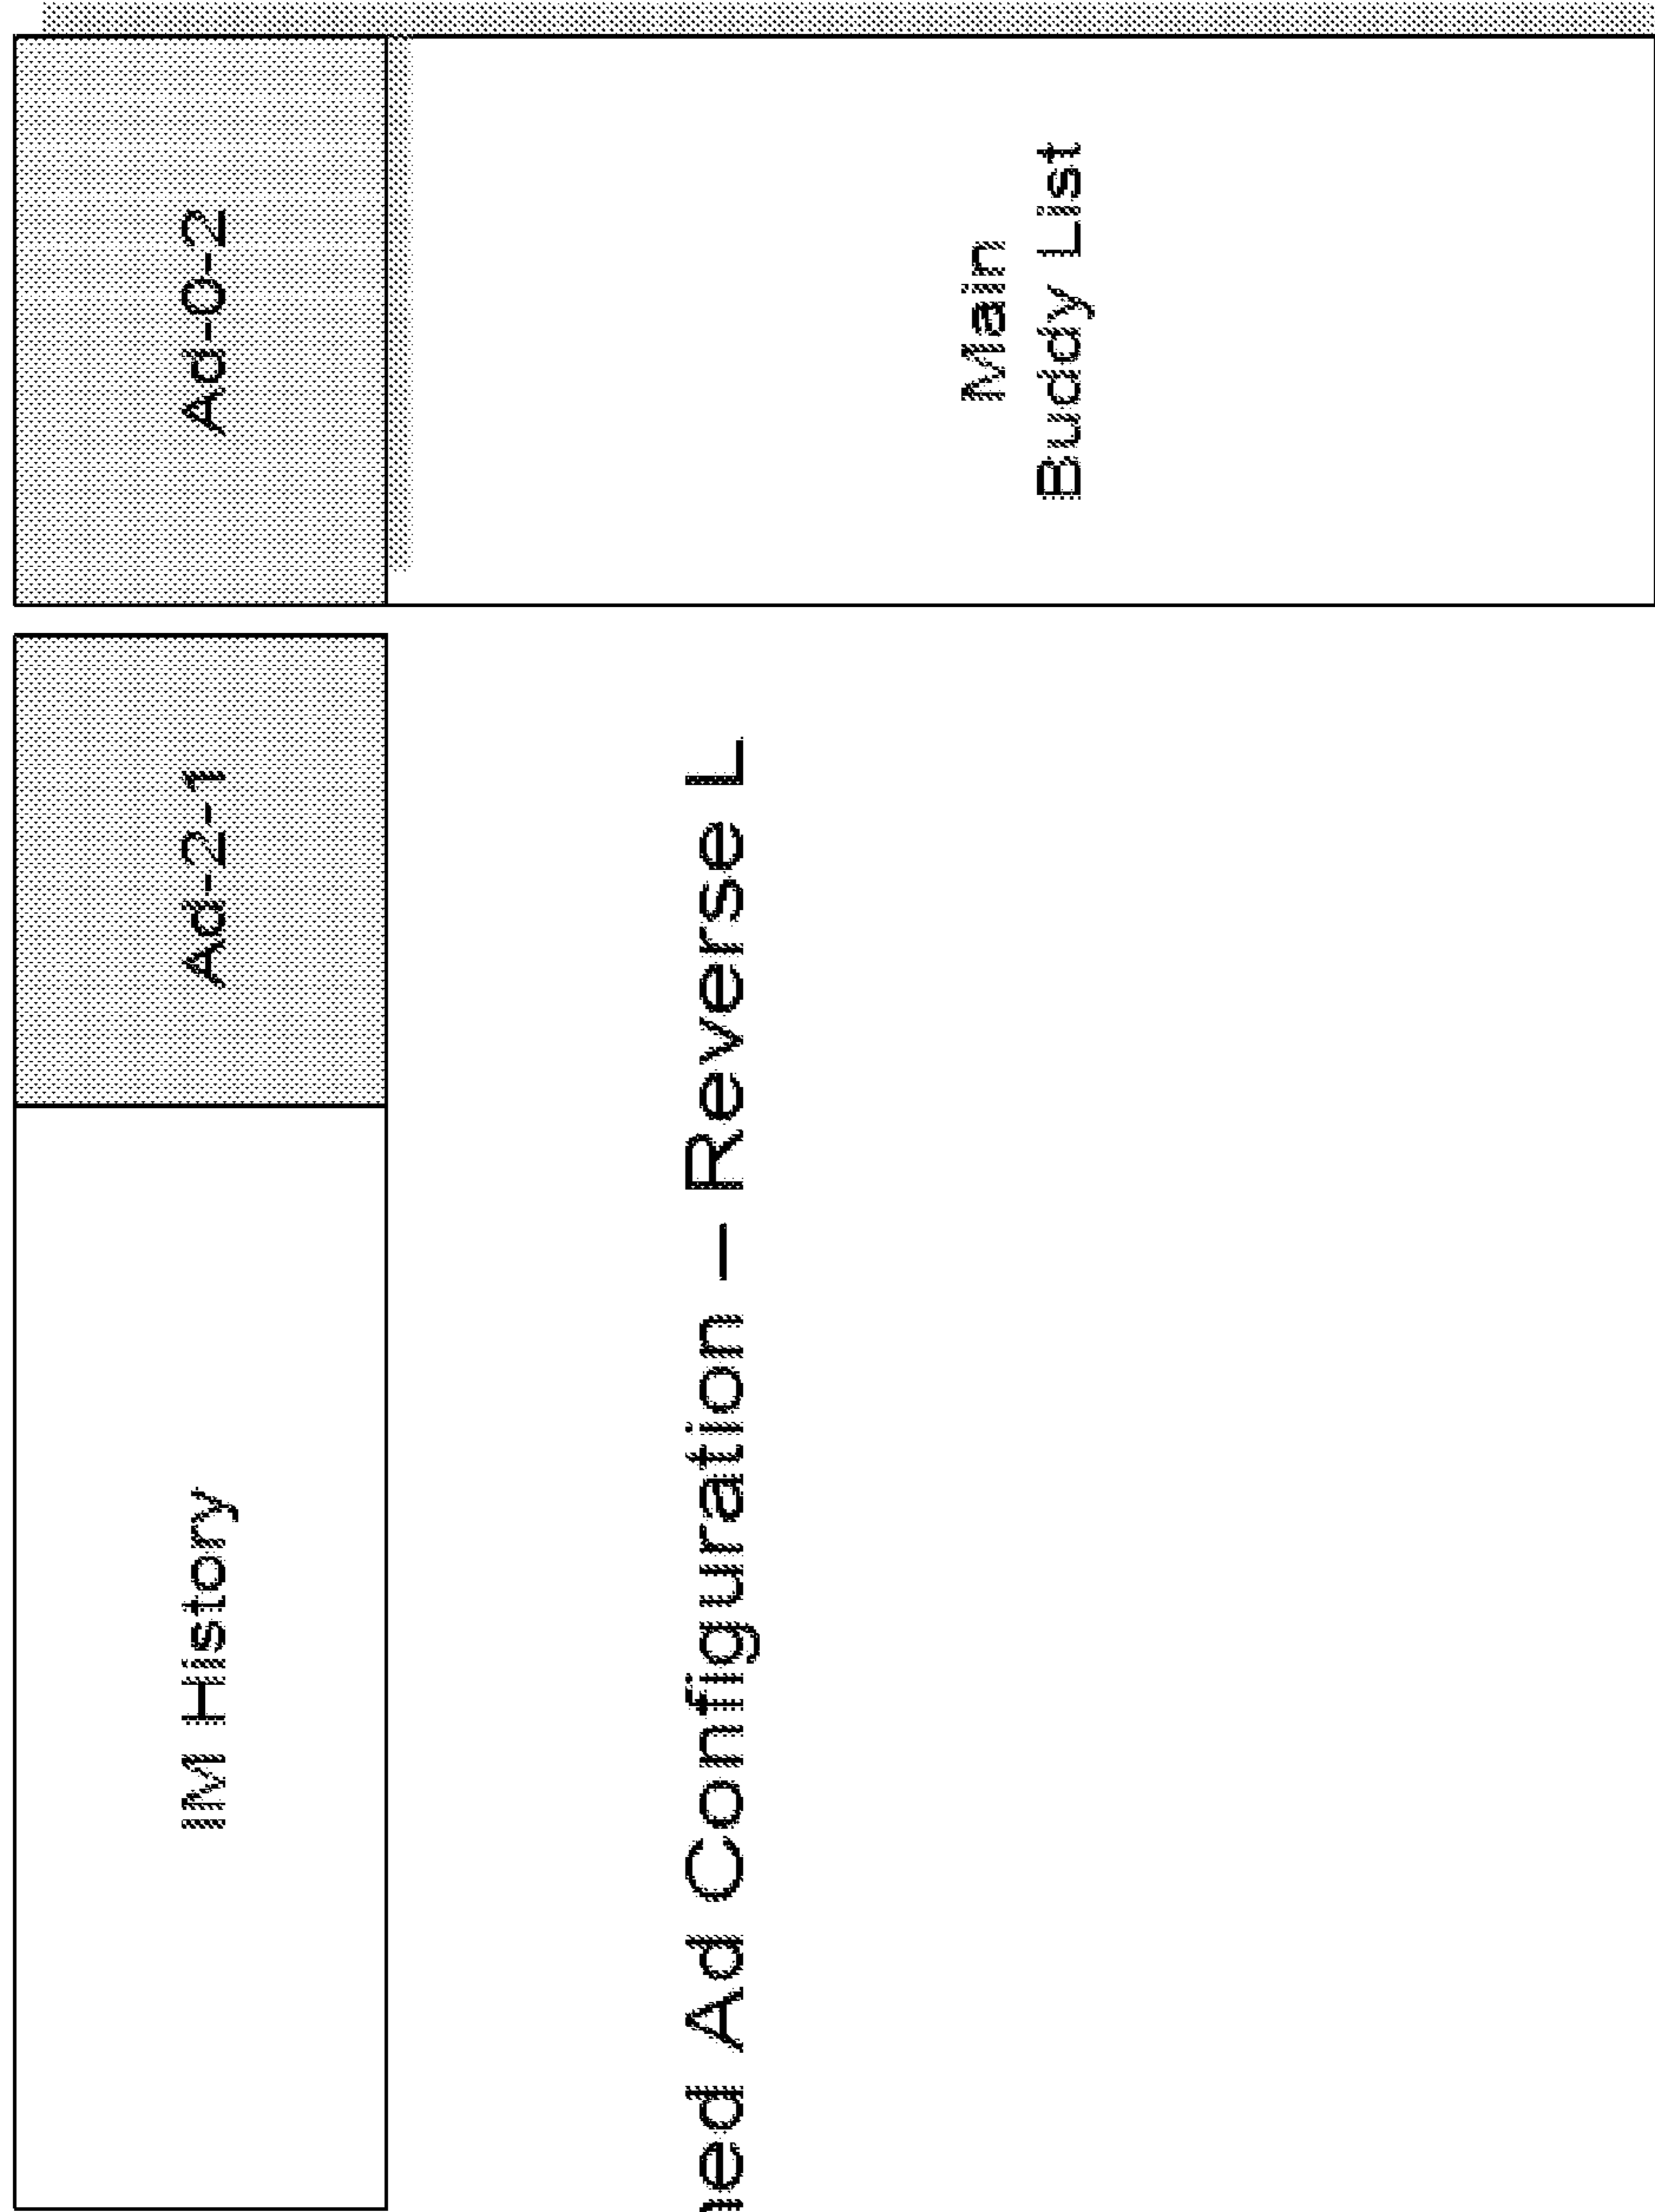 IM History
Ad-2-1
Ad-0-2
Ad Configuration – Reverse L
Main
Buddy List